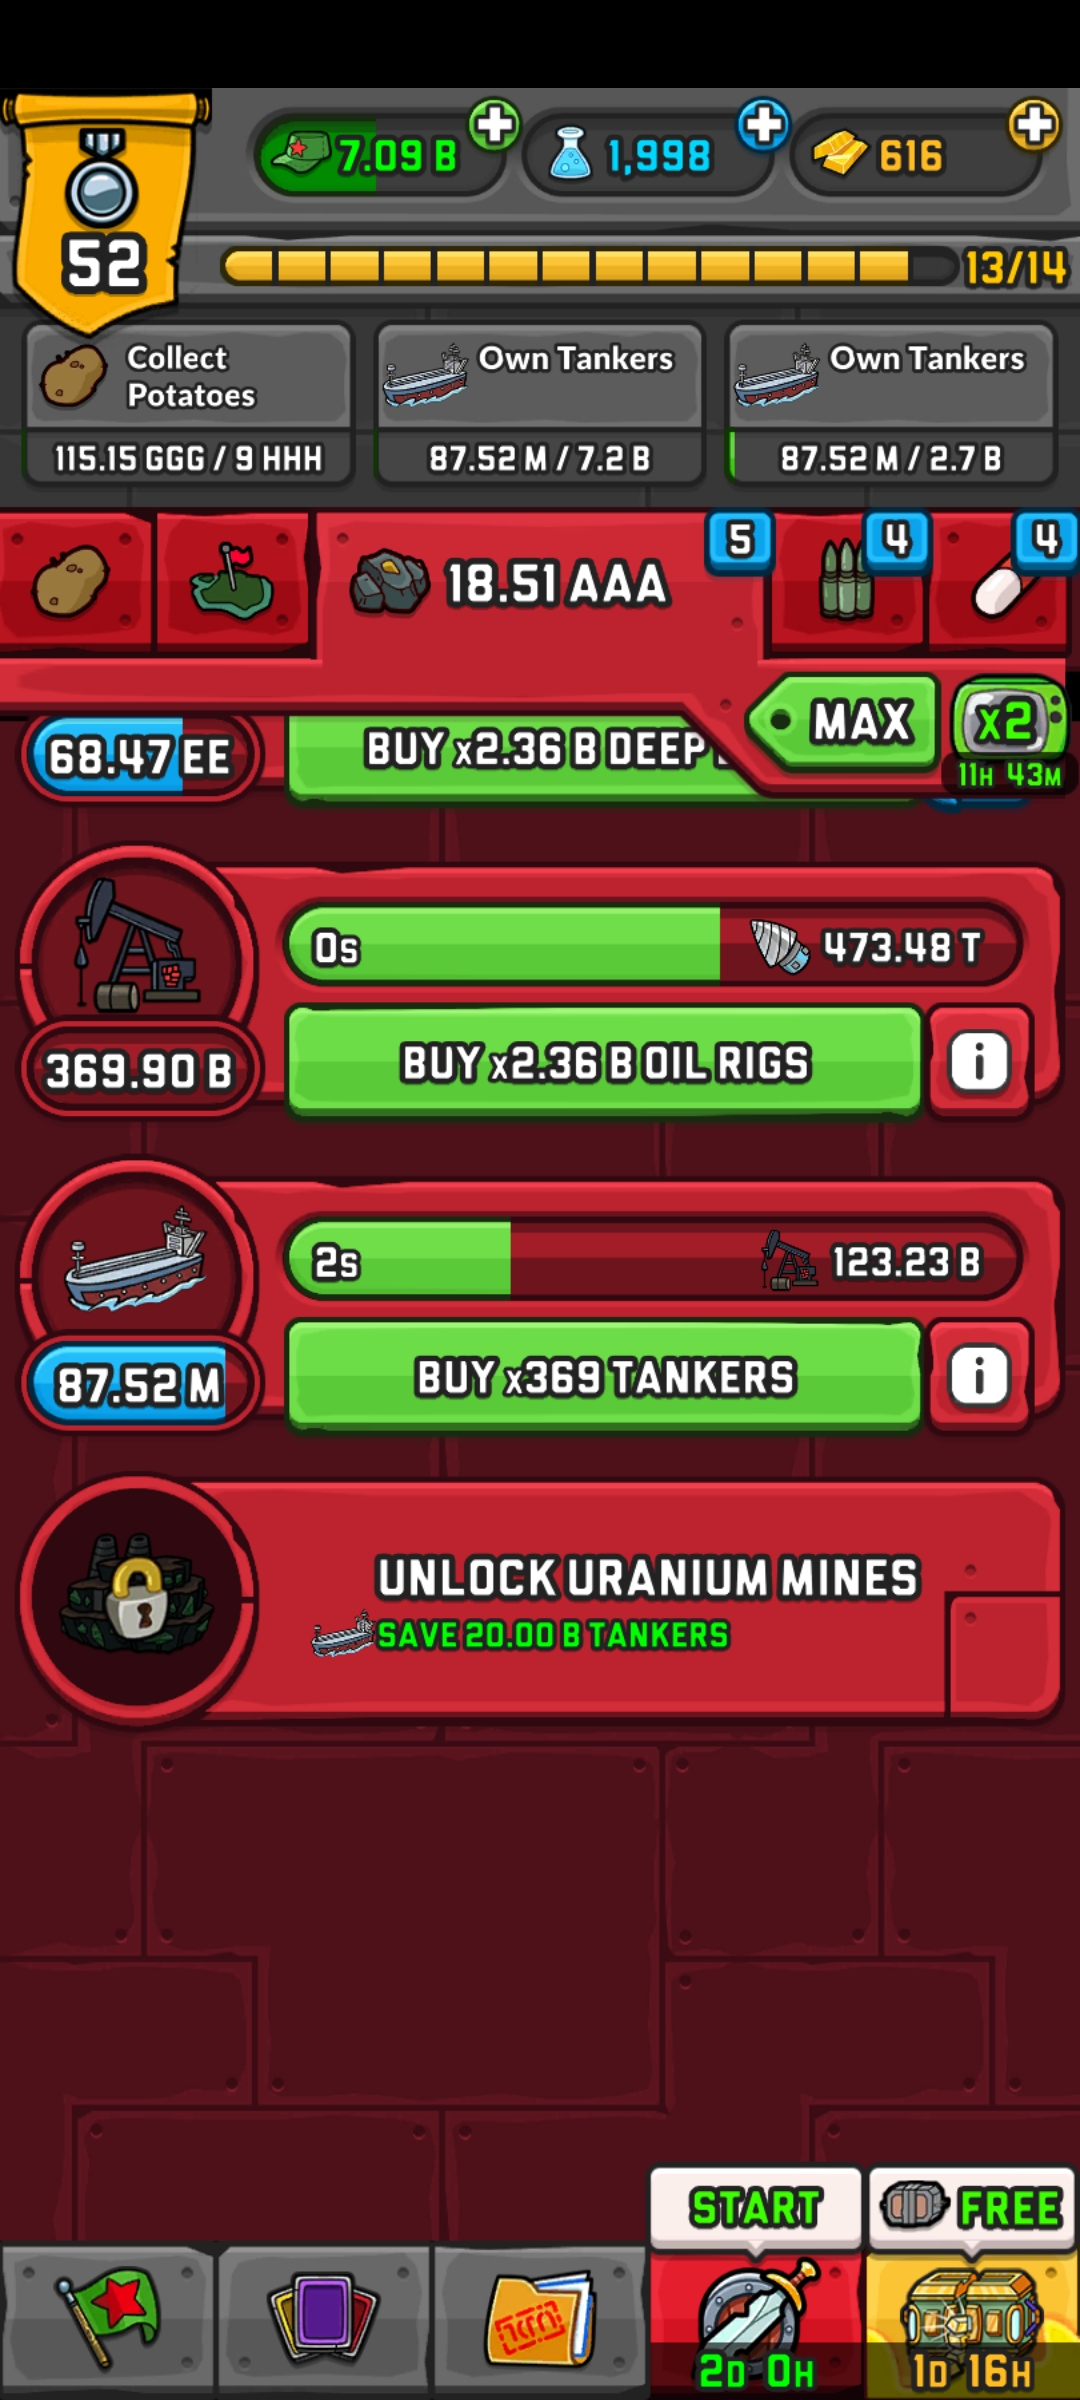 7.09 B
1,998
616
52
13/14
Collect
Potatoes
Own Tankers
Own Tankers
115.15 GGG / 9 HHH
87.52 M / 7.2 B
87.52 M / 2.7 B
5
4
4
18.51 AAA
MAX
x2
11H 43M
68.47 EE
BUY x2.36 B DEEP
0s
473.48 T
369.90 B
BUY x2.36 B OIL RIGS
i
2s
123.23 B
87.52 M
BUY x369 TANKERS
i
UNLOCK URANIUM MINES
SAVE 20.00 B TANKERS
START
FREE
2D 0H
1D 16H